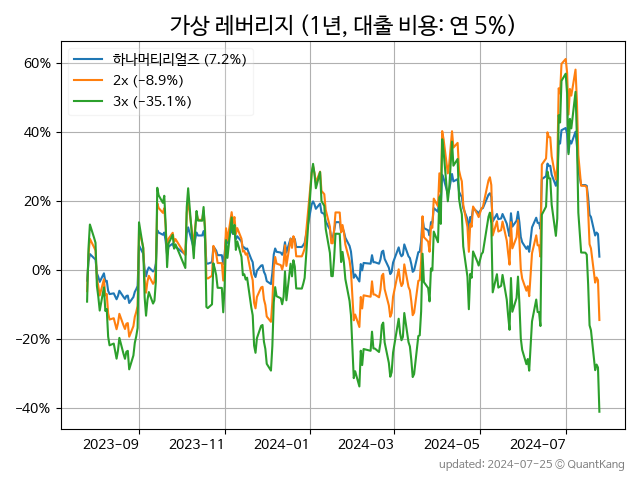 가상 레버리지 (1년, 대출 비용: 연 5%)
하나머티리얼즈 (7.2%)
2x (−8.9%)
3x (−35.1%)
60%
40%
20%
0%
−20%
−40%
2023-09 2023-11 2024-01 2024-03 2024-05 2024-07
updated: 2024-07-25 © QuantKang